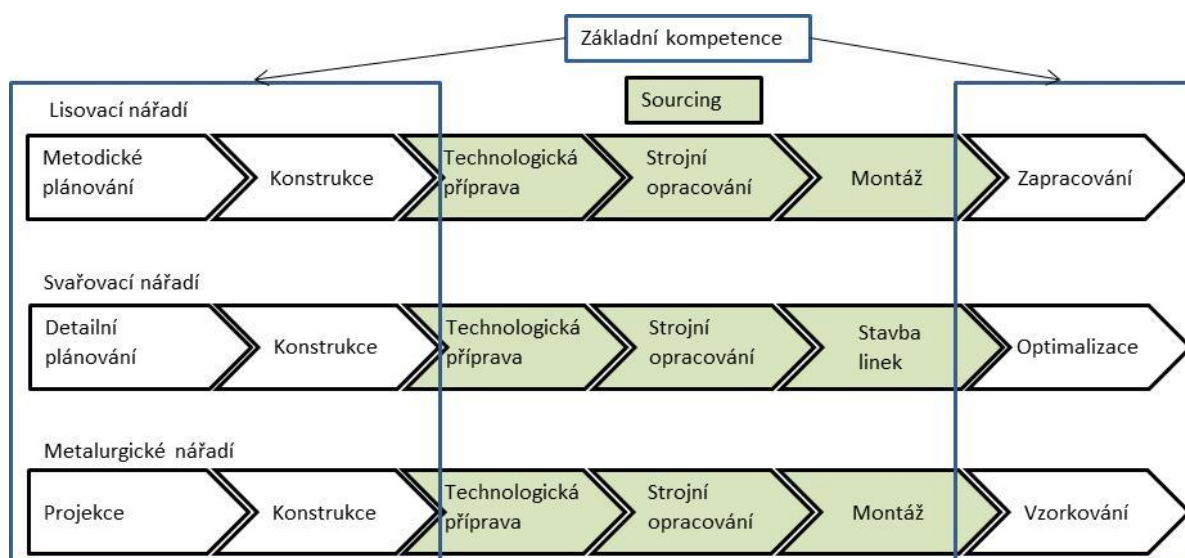 Základní kompetence
Sourcing
Lisovací nářadí
Metodické
plánování
Konstrukce
Technologická
příprava
Strojní
opracování
Montáž
Zapracování
Svařovací nářadí
Detailní
plánování
Konstrukce
Technologická
příprava
Strojní
opracování
Stavba
linek
Optimalizace
Metalurgické nářadí
Projekce
Konstrukce
Technologická
příprava
Strojní
opracování
Montáž
Vzorkování